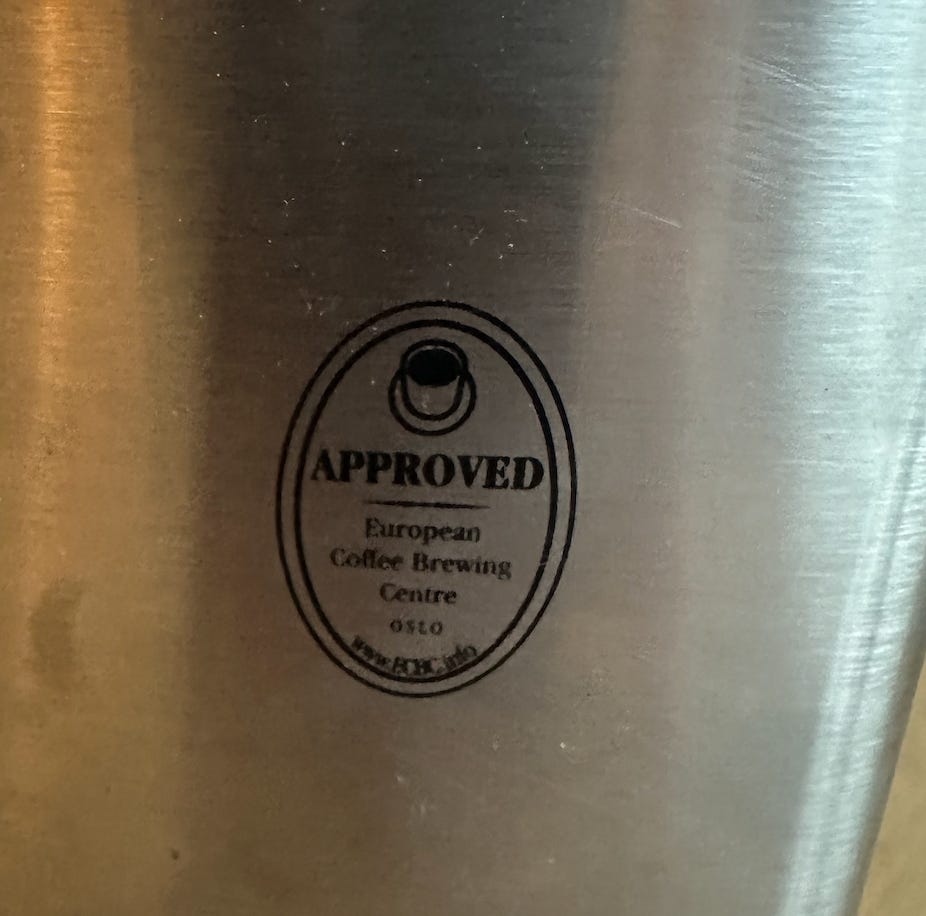 APPROVED
European
Coffee Brewing
Centre
OSLO
www.ECBC.info